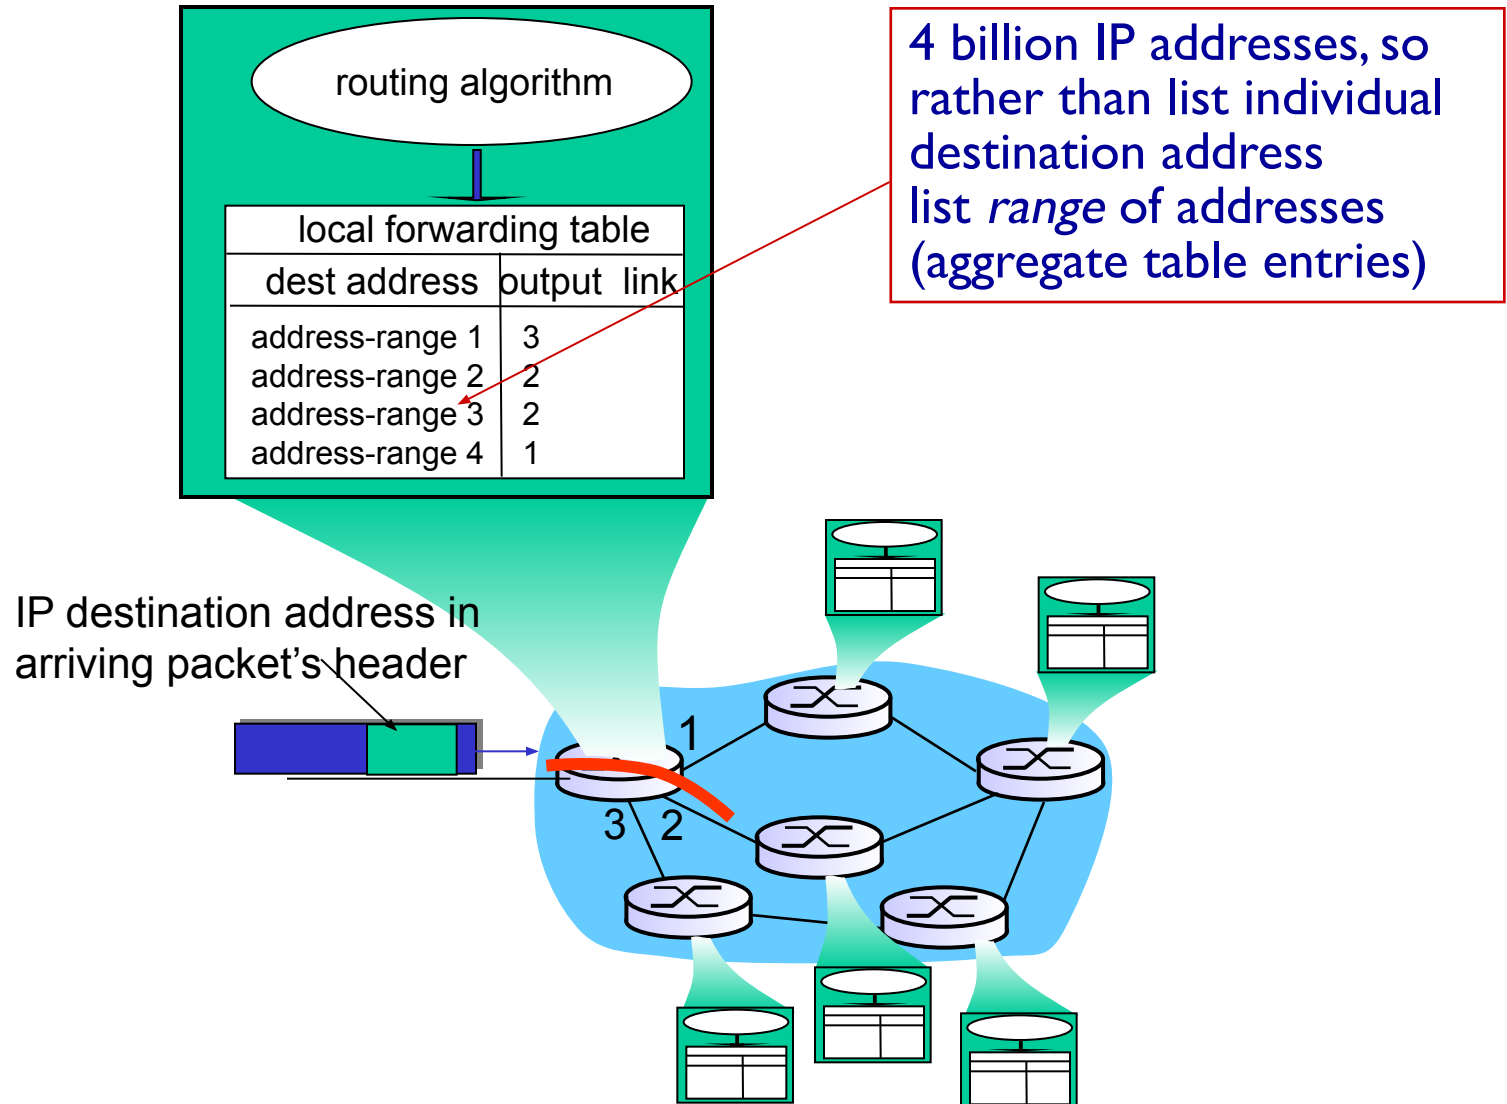 routing algorithm
local forwarding table
dest address output link
address-range 1 3
address-range 2 2
address-range 3 2
address-range 4 1
4 billion IP addresses, so
rather than list individual
destination address
list range of addresses
(aggregate table entries)
IP destination address in
arriving packet's header
1
3 2